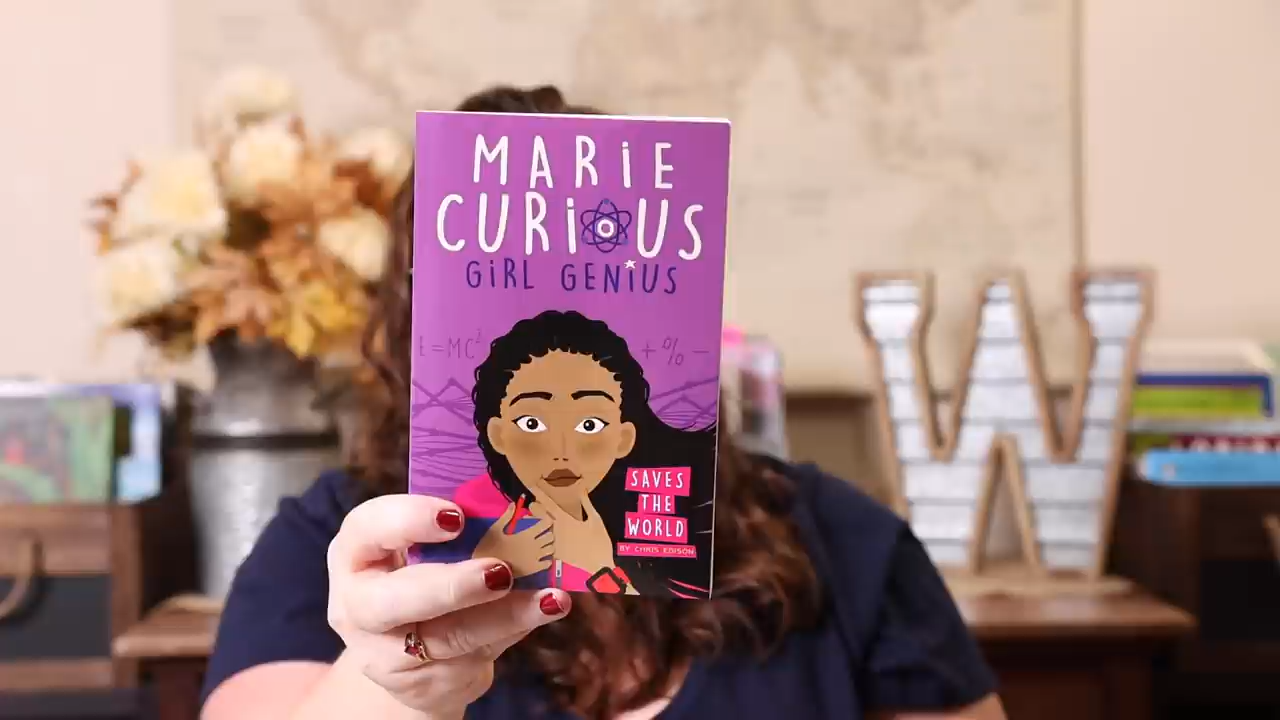 MARiE
CURiOUS
GiRL GENiUS
E=MC²
+ % −
SAVES
THE
WORLD
BY CHRIS EDISON
W